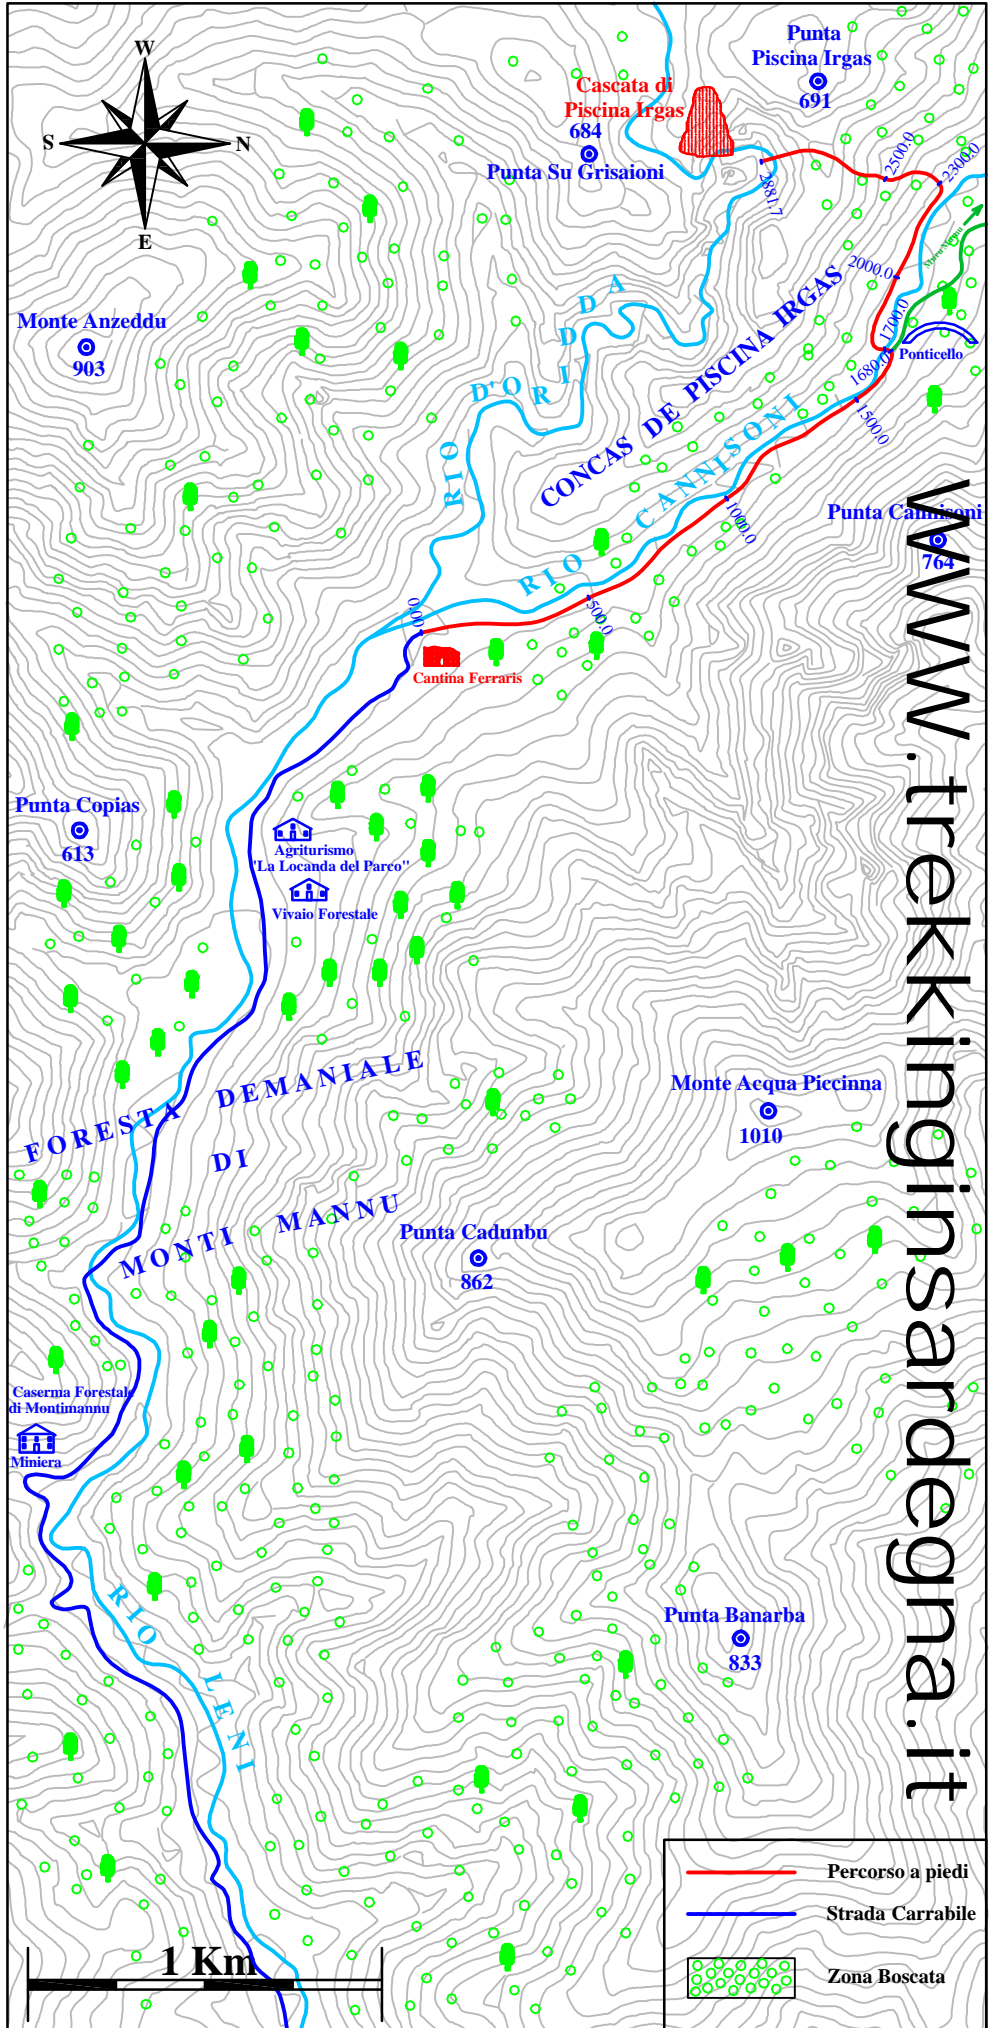 W
S
N
E
Punta
Piscina Irgas
691
Cascata di
Piscina Irgas
684
Punta Su Grisaioni
2881.7
2500.0
2300.0
2000.0
1700.0
1680.0
1500.0
1000.0
500.0
0.00
Ponticello
Monte Anzeddu
903
RIO D'ORIDDA
CONCAS DE PISCINA IRGAS
RIO CANNISONI
Punta Cannisoni
764
Cantina Ferraris
Punta Copias
613
Agriturismo
"La Locanda del Parco"
Vivaio Forestale
FORESTA DEMANIALE
DI
MONTI MANNU
Monte Acqua Piccinna
1010
Punta Cadunbu
862
Caserma Forestale
di Montimannu
Miniera
RIO LENI
Punta Banarba
833
www.trekkinginsardegna.it
Percorso a piedi
Strada Carrabile
Zona Boscata
1 Km